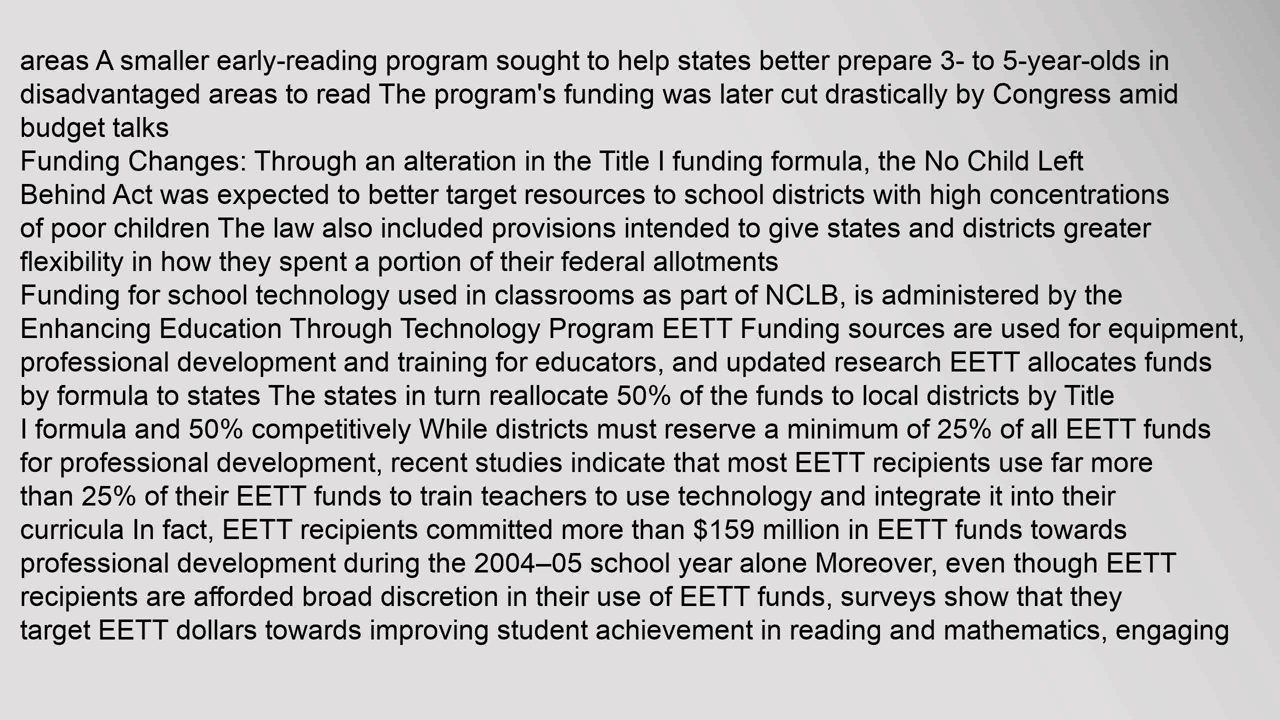 areas A smaller early-reading program sought to help states better prepare 3- to 5-year-olds in
disadvantaged areas to read The program's funding was later cut drastically by Congress amid
budget talks
Funding Changes: Through an alteration in the Title I funding formula, the No Child Left
Behind Act was expected to better target resources to school districts with high concentrations
of poor children The law also included provisions intended to give states and districts greater
flexibility in how they spent a portion of their federal allotments
Funding for school technology used in classrooms as part of NCLB, is administered by the
Enhancing Education Through Technology Program EETT Funding sources are used for equipment,
professional development and training for educators, and updated research EETT allocates funds
by formula to states The states in turn reallocate 50% of the funds to local districts by Title
I formula and 50% competitively While districts must reserve a minimum of 25% of all EETT funds
for professional development, recent studies indicate that most EETT recipients use far more
than 25% of their EETT funds to train teachers to use technology and integrate it into their
curricula In fact, EETT recipients committed more than $159 million in EETT funds towards
professional development during the 2004–05 school year alone Moreover, even though EETT
recipients are afforded broad discretion in their use of EETT funds, surveys show that they
target EETT dollars towards improving student achievement in reading and mathematics, engaging